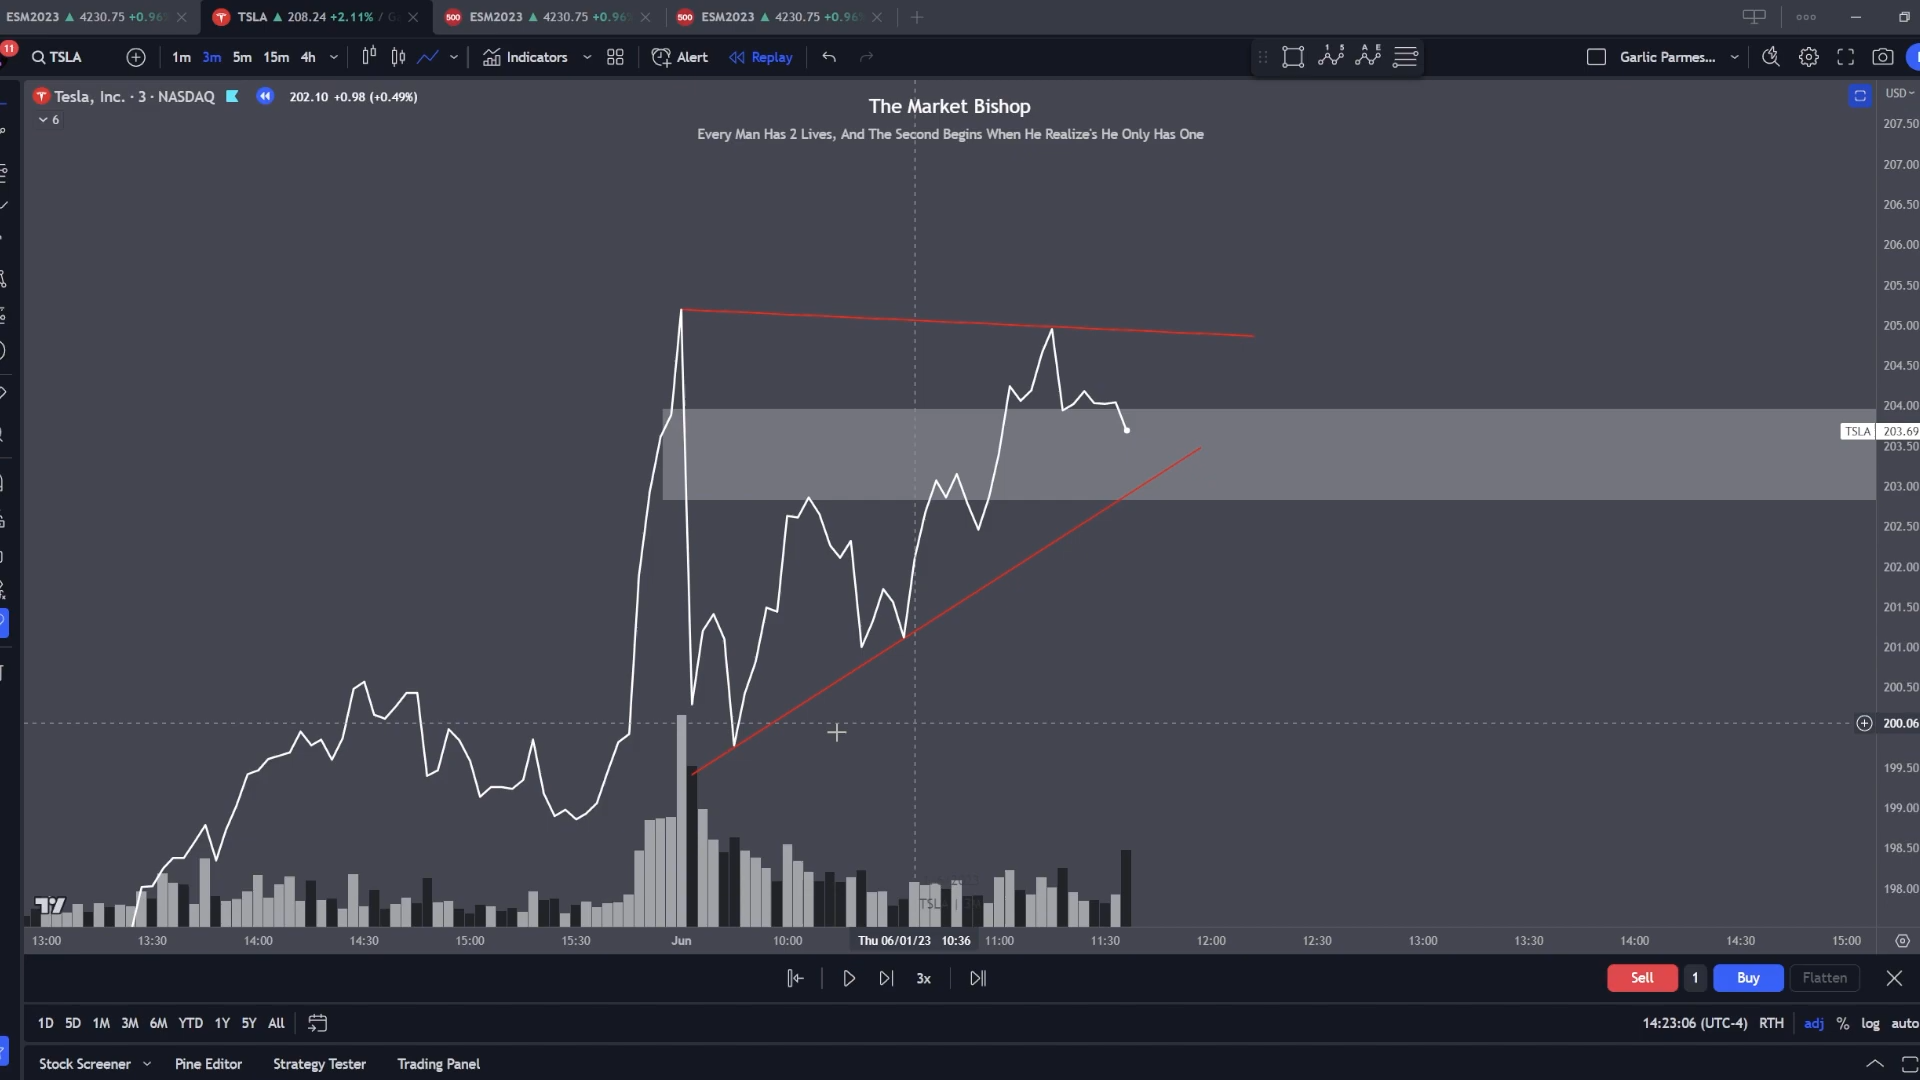 ESM2023 ▲ 4230.75 +0.96
TSLA ▲ 208.24 +2.11% /
ESM2023 ▲ 4230.75 +0.96
ESM2023 ▲ 4230.75 +0.96
11
TSLA
1m 3m 5m 15m 4h
Indicators
Alert
Replay
Garlic Parmes...
Tesla, Inc. · 3 · NASDAQ
202.10 +0.98 (+0.49%)
6
The Market Bishop
Every Man Has 2 Lives, And The Second Begins When He Realize's He Only Has One
USD
207.50
207.00
206.50
206.00
205.50
205.00
204.50
204.00
TSLA 203.69
203.50
203.00
202.50
202.00
201.50
201.00
200.50
200.06
199.50
199.00
198.50
198.00
TSLA
13:00 13:30 14:00 14:30 15:00 15:30 Jun 10:00 Thu 06/01/23 10:36 11:00 11:30 12:00 12:30 13:00 13:30 14:00 14:30 15:00
3x
Sell 1 Buy Flatten
1D 5D 1M 3M 6M YTD 1Y 5Y All
14:23:06 (UTC-4) RTH adj % log auto
Stock Screener Pine Editor Strategy Tester Trading Panel